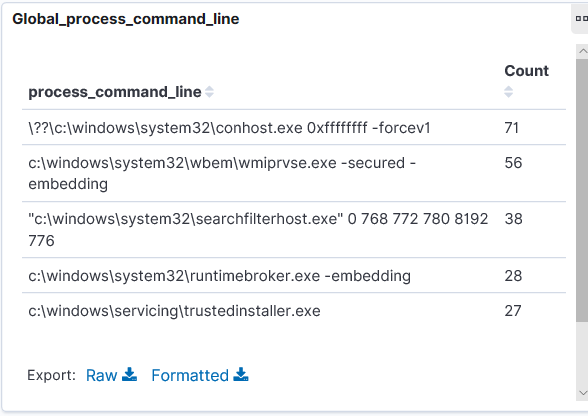 Global_process_command_line
Count
process_command_line
\??\c:\windows\system32\conhost.exe 0xffffffff -forcev1 71
c:\windows\system32\wbem\wmiprvse.exe -secured - 56
embedding
"c:\windows\system32\searchfilterhost.exe" 0 768 772 780 8192 38
776
c:\windows\system32\runtimebroker.exe -embedding 28
c:\windows\servicing\trustedinstaller.exe 27
Export: Raw Formatted